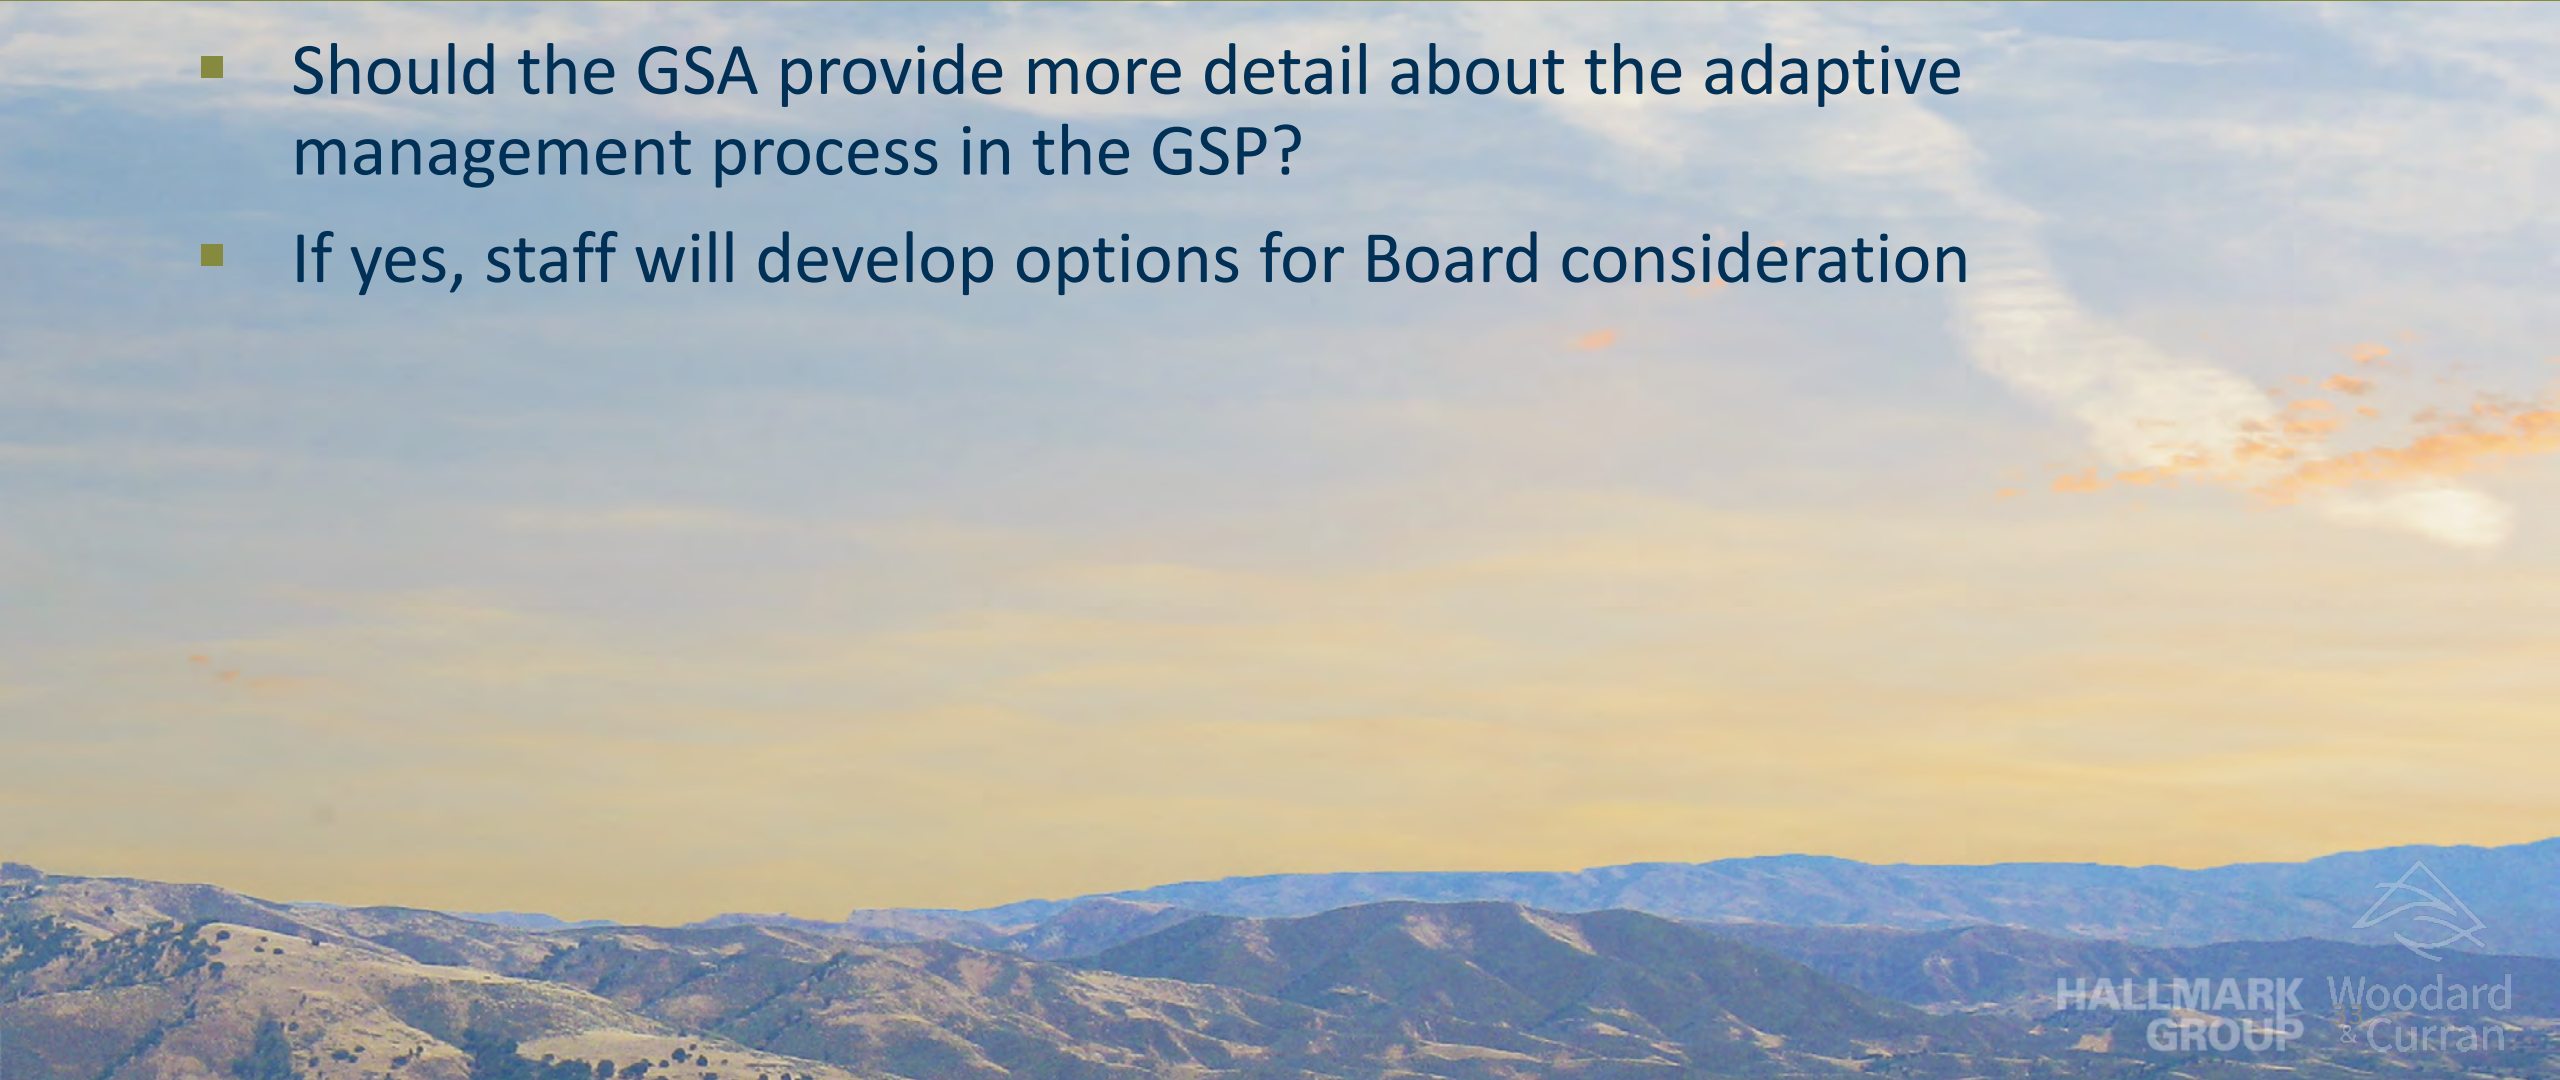 Should the GSA provide more detail about the adaptive
management process in the GSP?
If yes, staff will develop options for Board consideration
HALLMARK
GROUP
Woodard
& Curran